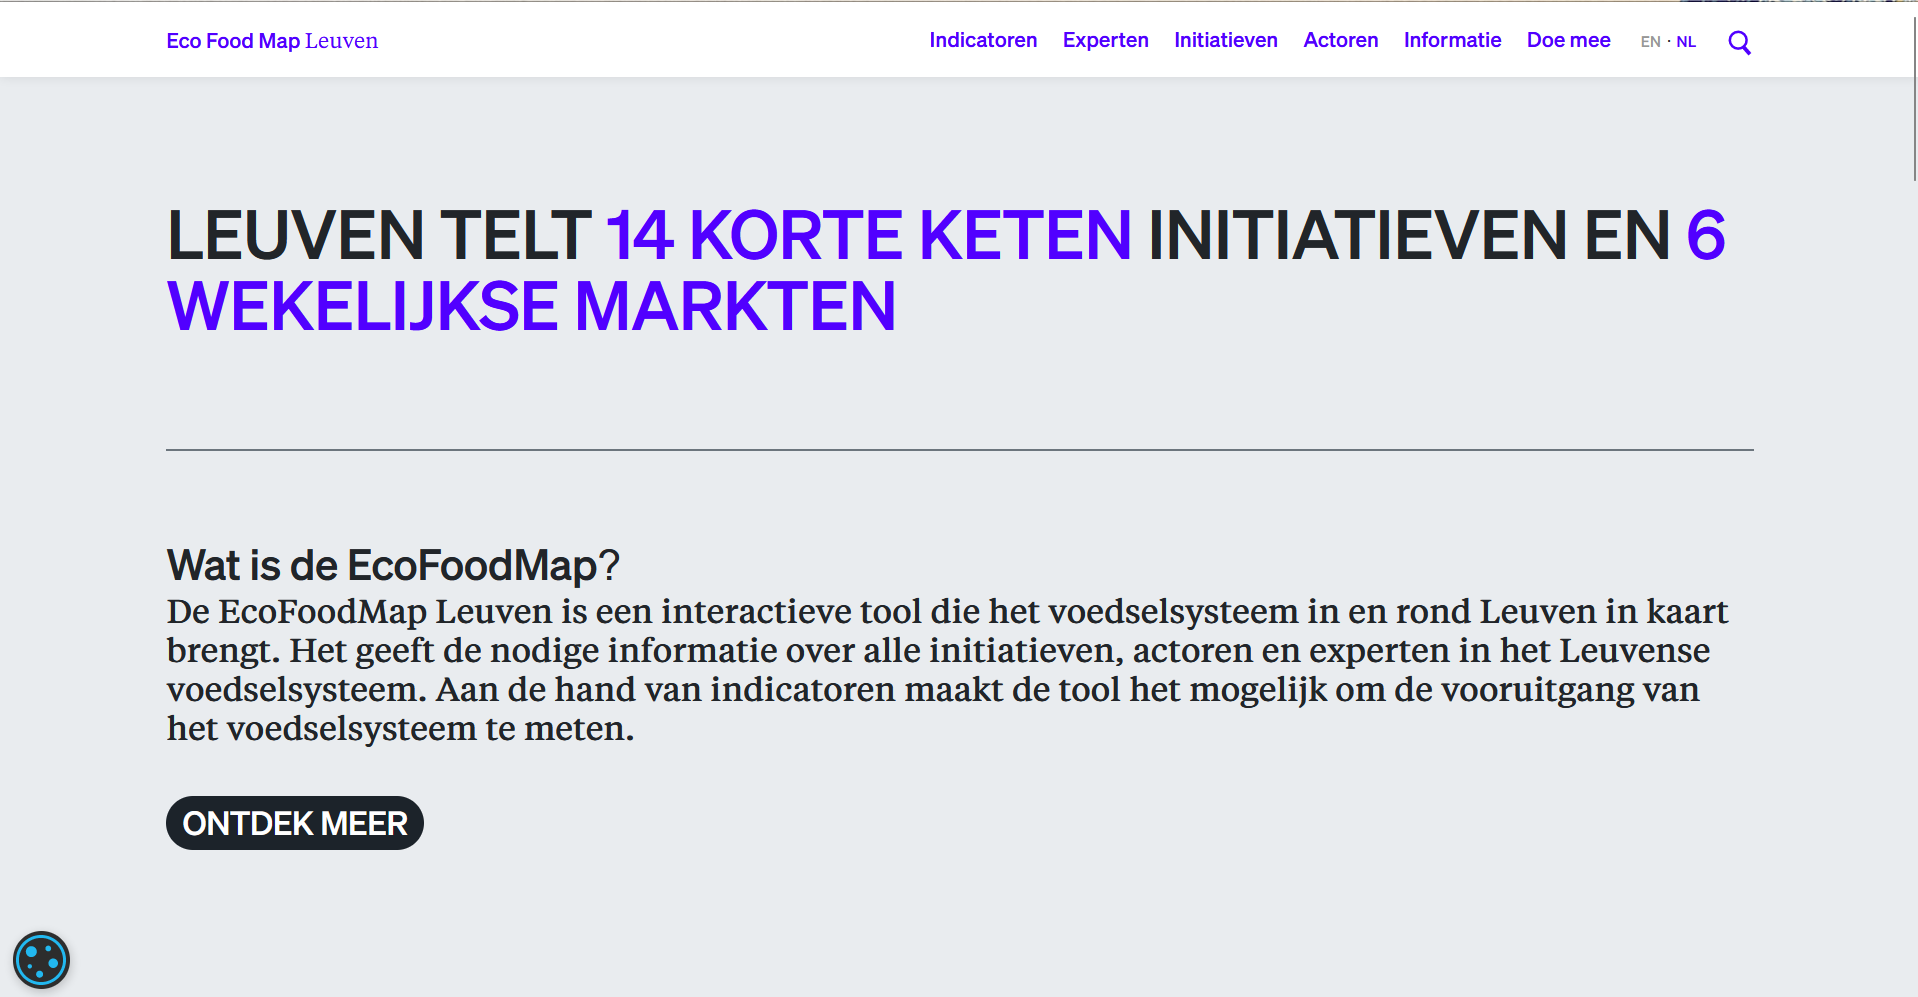 Eco Food Map Leuven
Indicatoren Experten Initiatieven Actoren Informatie Doe mee EN · NL
LEUVEN TELT 14 KORTE KETEN INITIATIEVEN EN 6
WEKELIJKSE MARKTEN
Wat is de EcoFoodMap?
De EcoFoodMap Leuven is een interactieve tool die het voedselsysteem in en rond Leuven in kaart
brengt. Het geeft de nodige informatie over alle initiatieven, actoren en experten in het Leuvense
voedselsysteem. Aan de hand van indicatoren maakt de tool het mogelijk om de vooruitgang van
het voedselsysteem te meten.
ONTDEK MEER